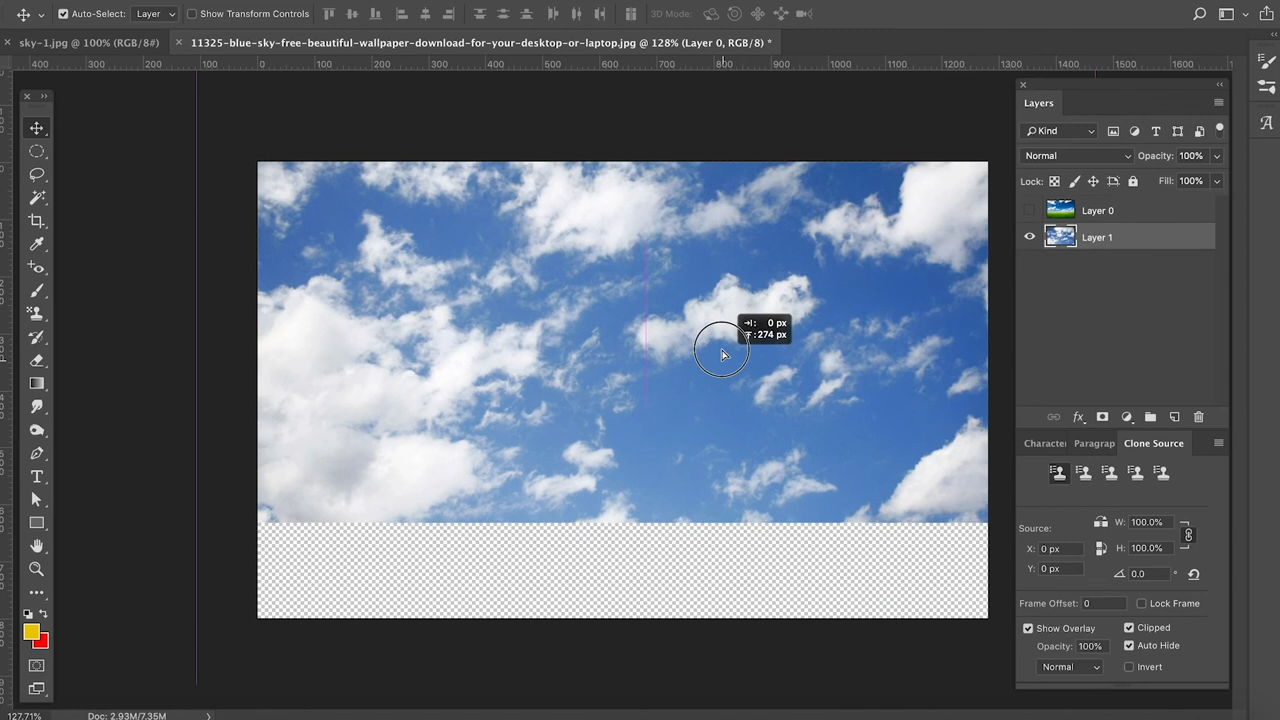 Auto-Select: Layer Show Transform Controls 3D Mode:
sky-1.jpg @ 100% (RGB/8#) 11325-blue-sky-free-beautiful-wallpaper-download-for-your-desktop-or-laptop.jpg @ 128% (Layer 0, RGB/8) *
400 300 200 100 0 100 200 300 400 500 600 700 800 900 1000 1100 1200 1300 1400 1500 1600
Layers
Kind
Normal Opacity: 100%
Lock: Fill: 100%
Layer 0
Layer 1
0 px
274 px
Character Paragrap Clone Source
Source: W: 100.0%
X: 0 px H: 100.0%
Y: 0 px 0.0 °
Frame Offset: 0 Lock Frame
Show Overlay Clipped
Opacity: 100% Auto Hide
Normal Invert
127.71% Doc: 2.93M/7.35M